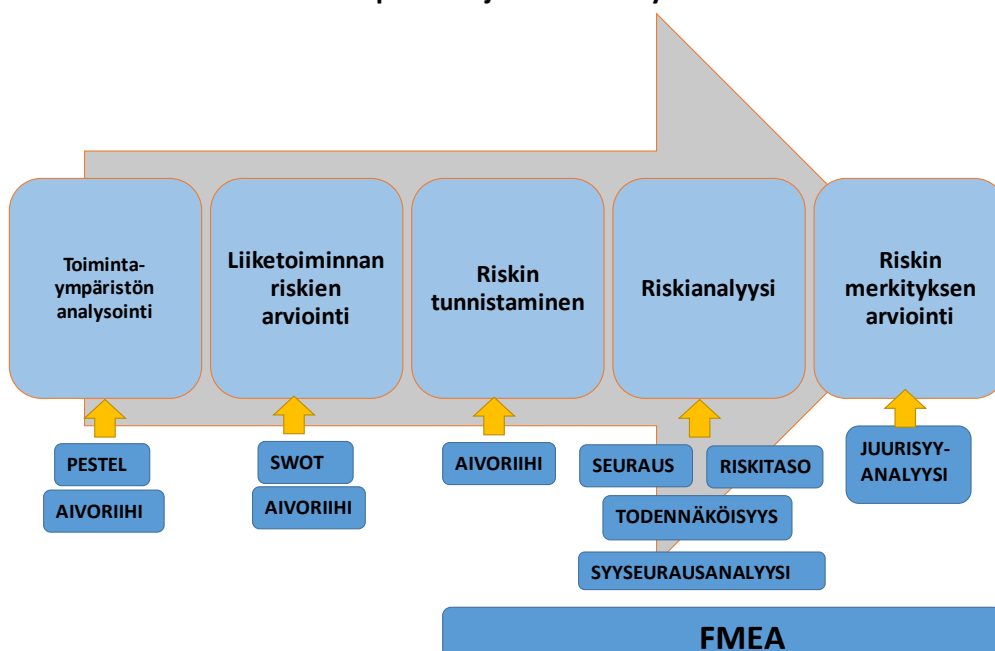 Toiminta-
ympäristön
analysointi
Liiketoiminnan
riskien
arviointi
Riskin
tunnistaminen
Riskianalyysi
Riskin
merkityksen
arviointi
PESTEL
AIVORIIHI
SWOT
AIVORIIHI
AIVORIIHI
SEURAUS
RISKITASO
TODENNÄKÖISYYS
SYYSEURAUSANALYYSI
JUURISYY-
ANALYYSI
FMEA